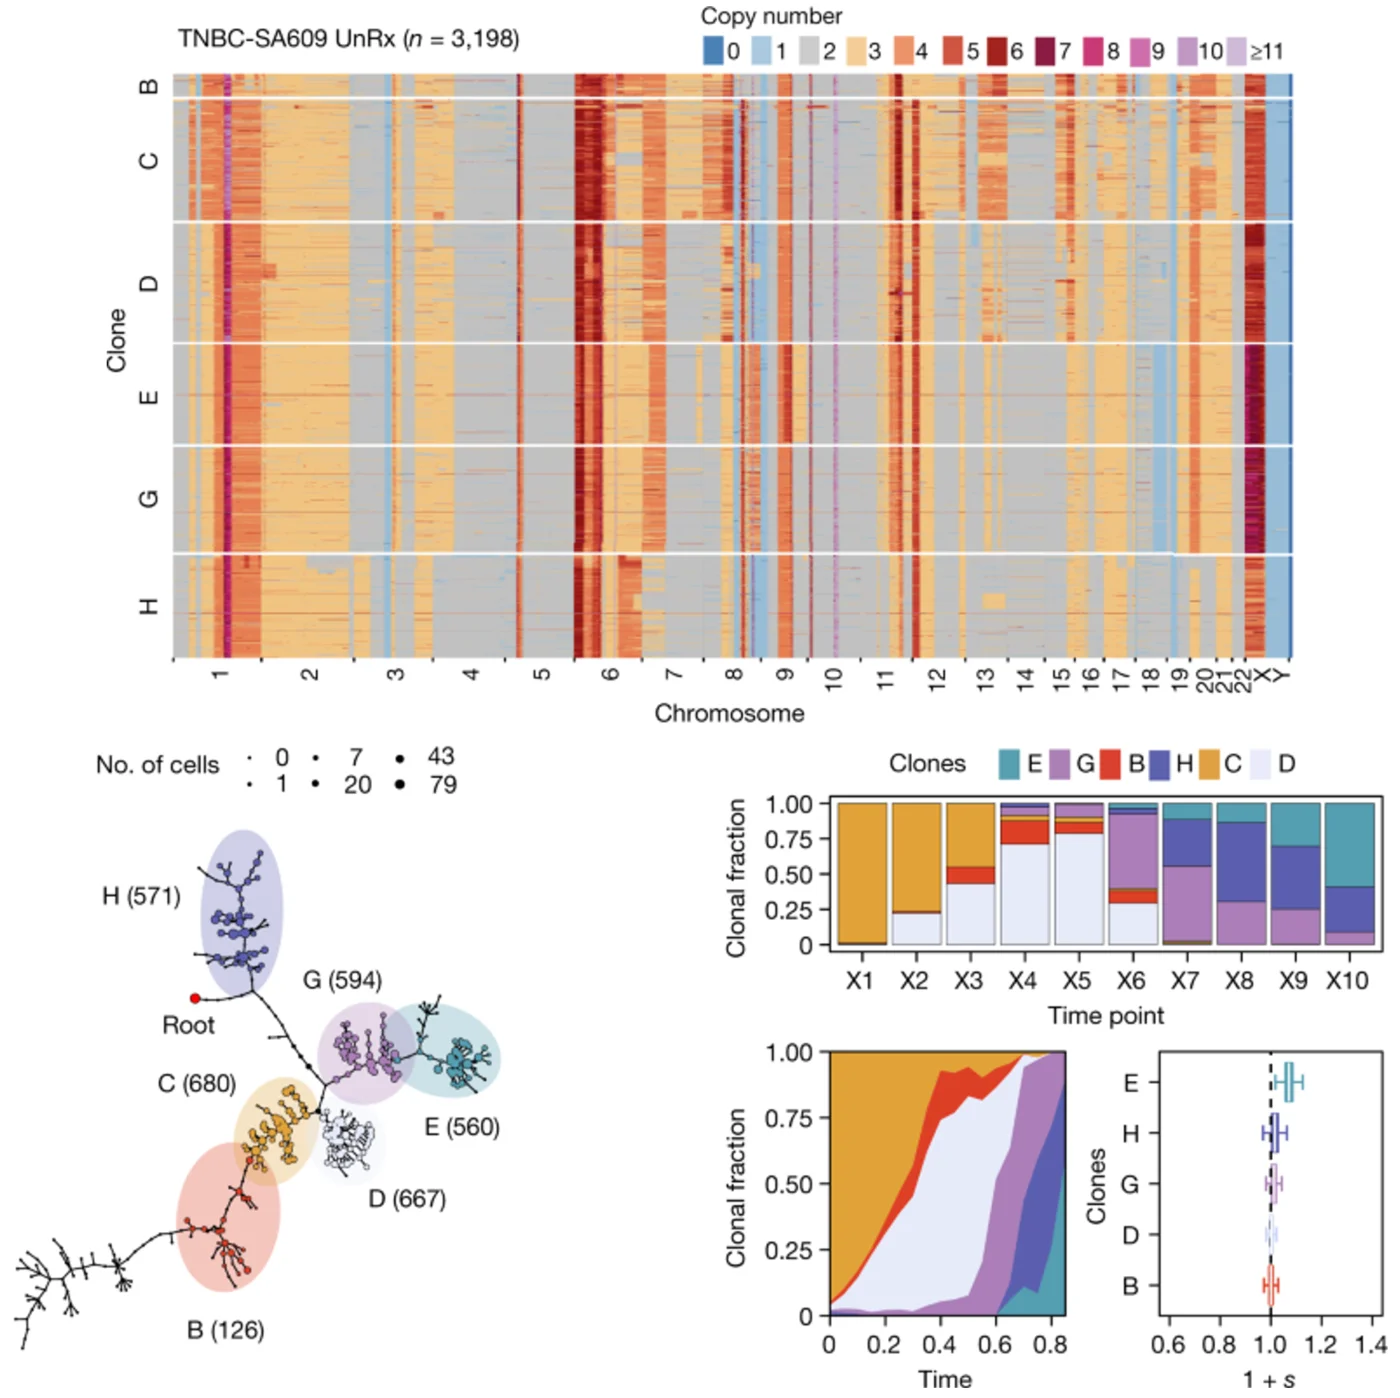 Copy number
TNBC-SA609 UnRx (n = 3,198)
0 1 2 3 4 5 6 7 8 9 10 ≥11
B
C
D
E
G
H
Clone
1 2 3 4 5 6 7 8 9 10 11 12 13 14 15 16 17 18 19 20 21 22 X Y
Chromosome
No. of cells
0 7 43
1 20 79
H (571)
G (594)
Root
C (680)
E (560)
D (667)
B (126)
Clones E G B H C D
Clonal fraction
1.00
0.75
0.50
0.25
0
X1 X2 X3 X4 X5 X6 X7 X8 X9 X10
Time point
Clonal fraction
1.00
0.75
0.50
0.25
0
0 0.2 0.4 0.6 0.8
Time
Clones
E
H
G
D
B
0.6 0.8 1.0 1.2 1.4
1 + s